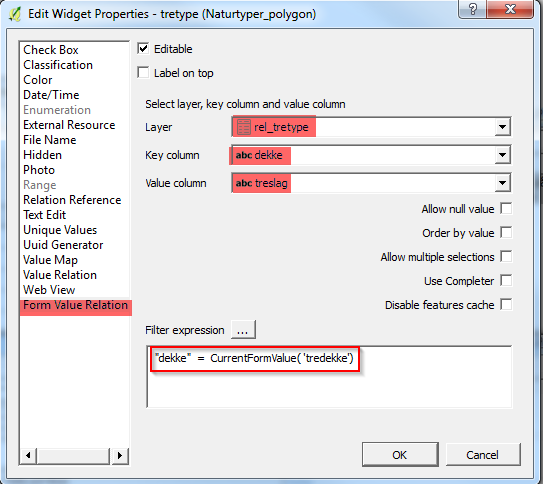 Edit Widget Properties - tretype (Naturtyper_polygon)
Check Box
Classification
Color
Date/Time
Enumeration
External Resource
File Name
Hidden
Photo
Range
Relation Reference
Text Edit
Unique Values
Uuid Generator
Value Map
Value Relation
Web View
Form Value Relation
Editable
Label on top
Select layer, key column and value column
Layer
rel_tretype
Key column
abc dekke
Value column
abc treslag
Allow null value
Order by value
Allow multiple selections
Use Completer
Disable features cache
Filter expression ...
"dekke" = CurrentFormValue('tredekke')
OK
Cancel